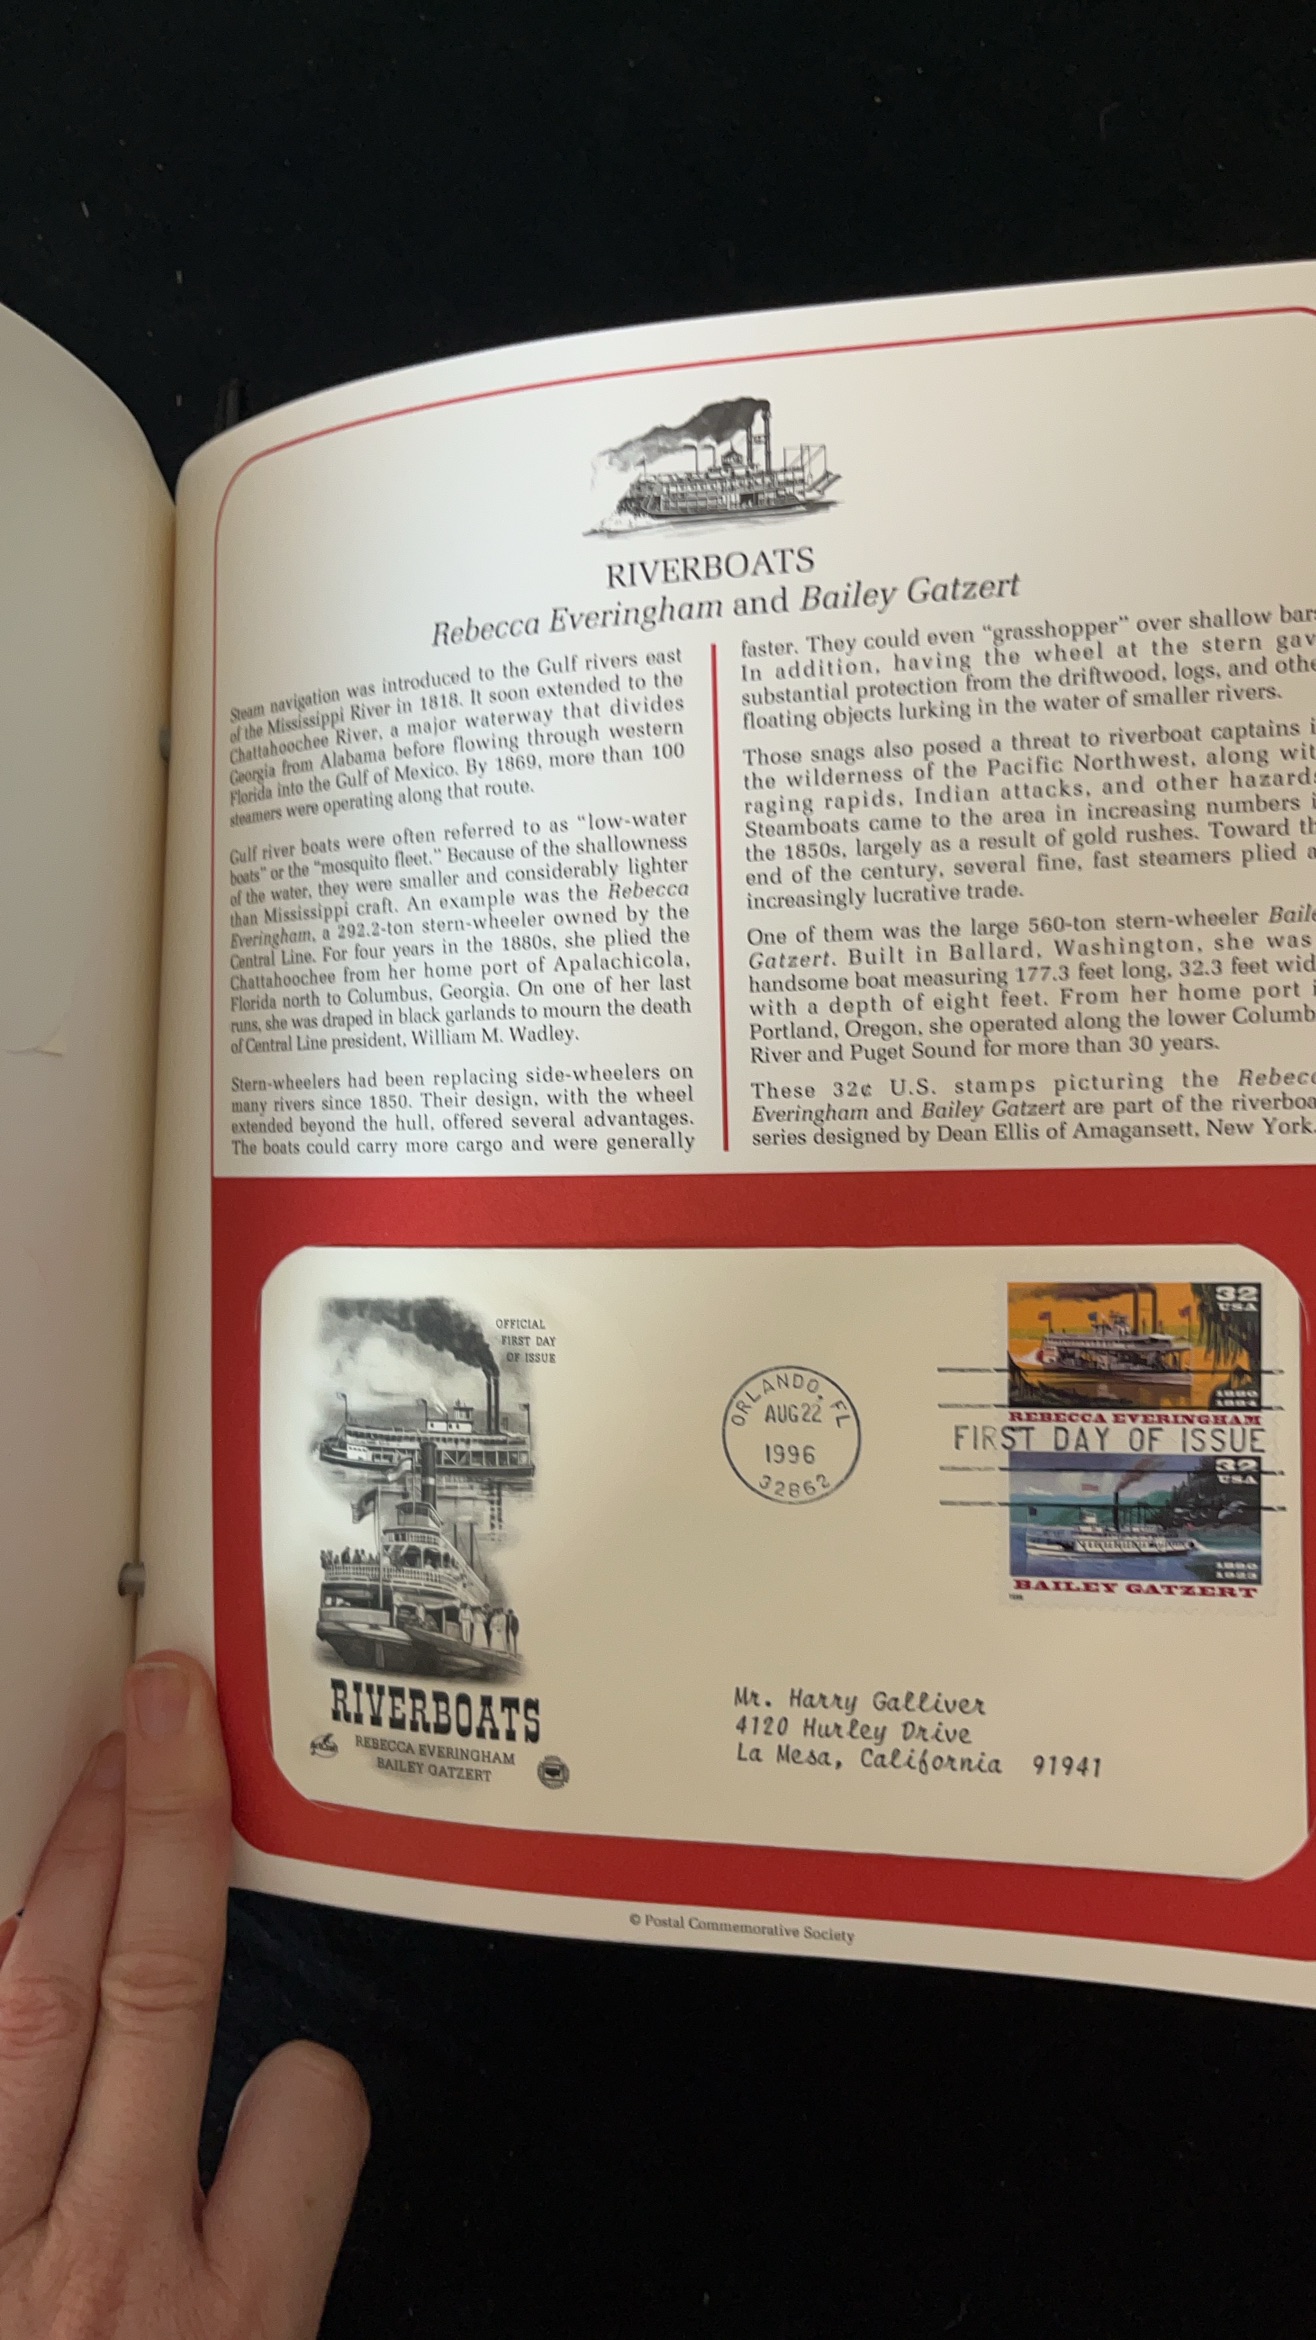 RIVERBOATS
Rebecca Everingham and Bailey Gatzert
Steam navigation was introduced to the Gulf rivers east
of the Mississippi River in 1818. It soon extended to the
Chattahoochee River, a major waterway that divides
Georgia from Alabama before flowing through western
Florida into the Gulf of Mexico. By 1869, more than 100
steamers were operating along that route.
Gulf river boats were often referred to as “low-water
boats” or the “mosquito fleet.” Because of the shallowness
of the water, they were smaller and considerably lighter
than Mississippi craft. An example was the Rebecca
Everingham, a 292.2-ton stern-wheeler owned by the
Central Line. For four years in the 1880s, she plied the
Chattahoochee from her home port of Apalachicola,
Florida north to Columbus, Georgia. On one of her last
runs, she was draped in black garlands to mourn the death
of Central Line president, William M. Wadley.
Stern-wheelers had been replacing side-wheelers on
many rivers since 1850. Their design, with the wheel
extended beyond the hull, offered several advantages.
The boats could carry more cargo and were generally
faster. They could even “grasshopper” over shallow bar
In addition, having the wheel at the stern gav
substantial protection from the driftwood, logs, and othe
floating objects lurking in the water of smaller rivers.
Those snags also posed a threat to riverboat captains i
the wilderness of the Pacific Northwest, along wit
raging rapids, Indian attacks, and other hazard
Steamboats came to the area in increasing numbers i
the 1850s, largely as a result of gold rushes. Toward th
end of the century, several fine, fast steamers plied a
increasingly lucrative trade.
One of them was the large 560-ton stern-wheeler Baile
Gatzert. Built in Ballard, Washington, she was
handsome boat measuring 177.3 feet long, 32.3 feet wid
with a depth of eight feet. From her home port i
Portland, Oregon, she operated along the lower Columb
River and Puget Sound for more than 30 years.
These 32¢ U.S. stamps picturing the Rebecc
Everingham and Bailey Gatzert are part of the riverboa
series designed by Dean Ellis of Amagansett, New York.
OFFICIAL
FIRST DAY
OF ISSUE
RIVERBOATS
REBECCA EVERINGHAM
BAILEY GATZERT
ORLANDO, FL
AUG 22
1996
32862
32
USA
1880
1884
REBECCA EVERINGHAM
FIRST DAY OF ISSUE
32
USA
1890
1923
BAILEY GATZERT
1996
Mr. Harry Galliver
4120 Hurley Drive
La Mesa, California 91941
© Postal Commemorative Society